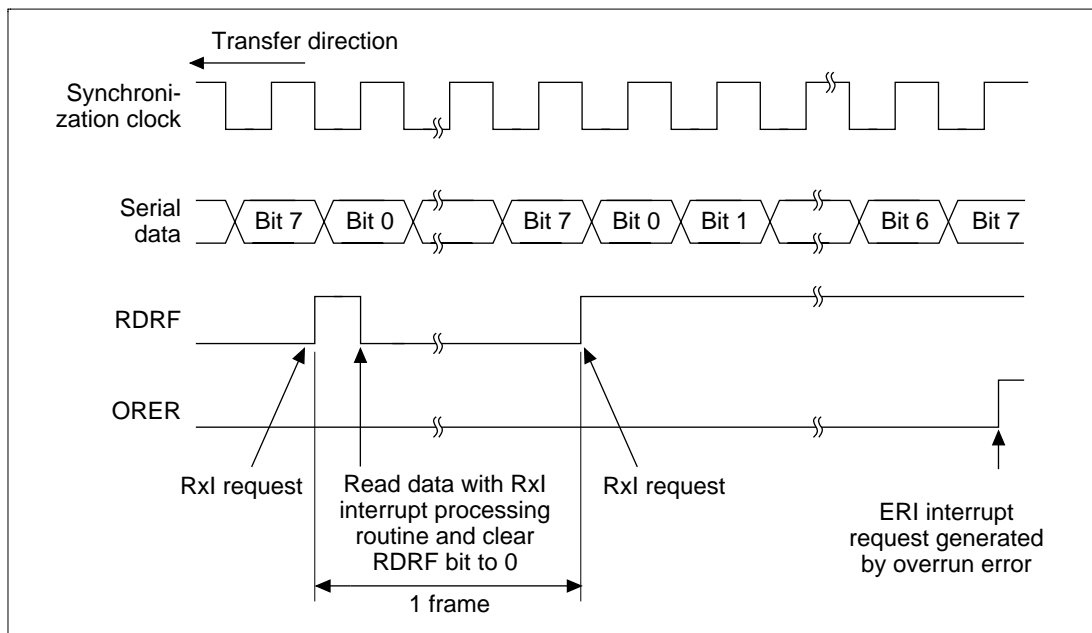 Transfer direction
Synchroni-
zation clock
Serial
data
Bit 7
Bit 0
Bit 7
Bit 0
Bit 1
Bit 6
Bit 7
RDRF
ORER
RxI request
Read data with RxI
interrupt processing
routine and clear
RDRF bit to 0
RxI request
ERI interrupt
request generated
by overrun error
1 frame